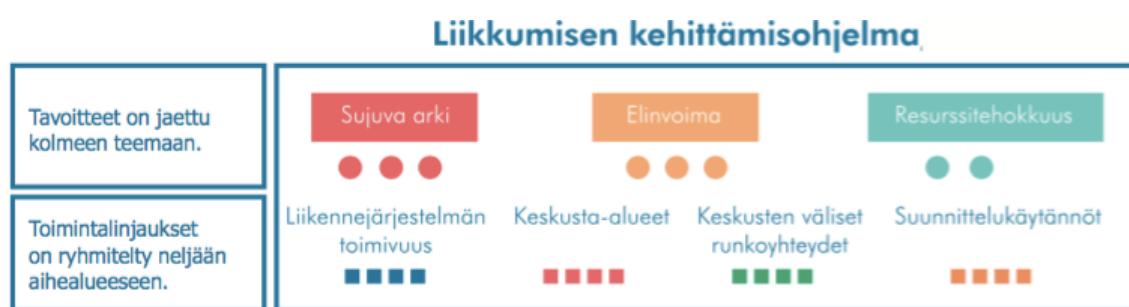 Liikkumisen kehittämisohjelma
Tavoitteet on jaettu
kolmeen teemaan.
Sujuva arki
Elinvoima
Resurssitehokkuus
Toimintalinjaukset
on ryhmitelty neljään
aihealueeseen.
Liikennejärjestelmän
toimivuus
Keskusta-alueet
Keskusten väliset
runkoyhteydet
Suunnittelukäytännöt